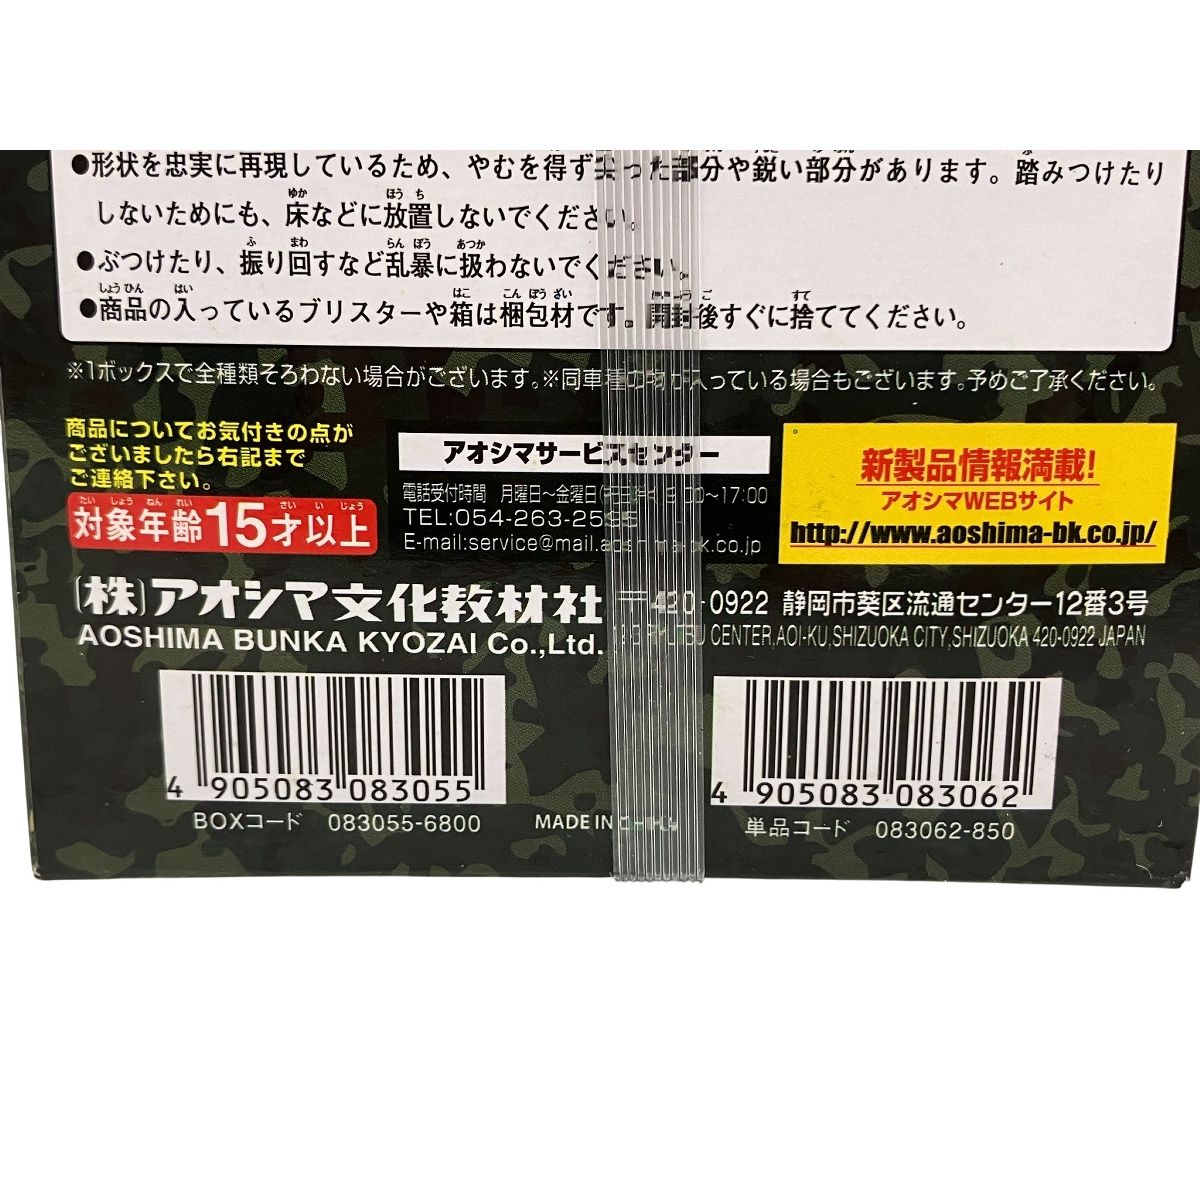 ●形状を忠実に再現しているため、やむを得ず尖った部分や鋭い部分があります。踏みつけたり
しないためにも、床などに放置しないでください。
●ぶつけたり、振り回すなど乱暴に扱わないでください。
●商品の入っているブリスターや箱は梱包材です。開封後すぐに捨ててください。
※1ボックスで全種類そろわない場合がございます。※同車種の物が入っている場合もございます。予めご了承ください。
商品についてお気付きの点が
ございましたら右記まで
ご連絡下さい。
対象年齢15才以上
アオシマサービスセンター
電話受付時間 月曜日～金曜日 ～17:00
TEL:054-263-2595
E-mail:service@mail.aoshima-bk.co.jp
新製品情報満載!
アオシマWEBサイト
http://www.aoshima-bk.co.jp/
(株)アオシマ文化教材社
〒420-0922 静岡市葵区流通センター12番3号
AOSHIMA BUNKA KYOZAI Co.,Ltd.
CENTER,AOI-KU,SHIZUOKA CITY,SHIZUOKA 420-0922 JAPAN
4 905083 083055
4 905083 083062
BOXコード 083055-6800
MADE IN CHINA
単品コード 083062-850